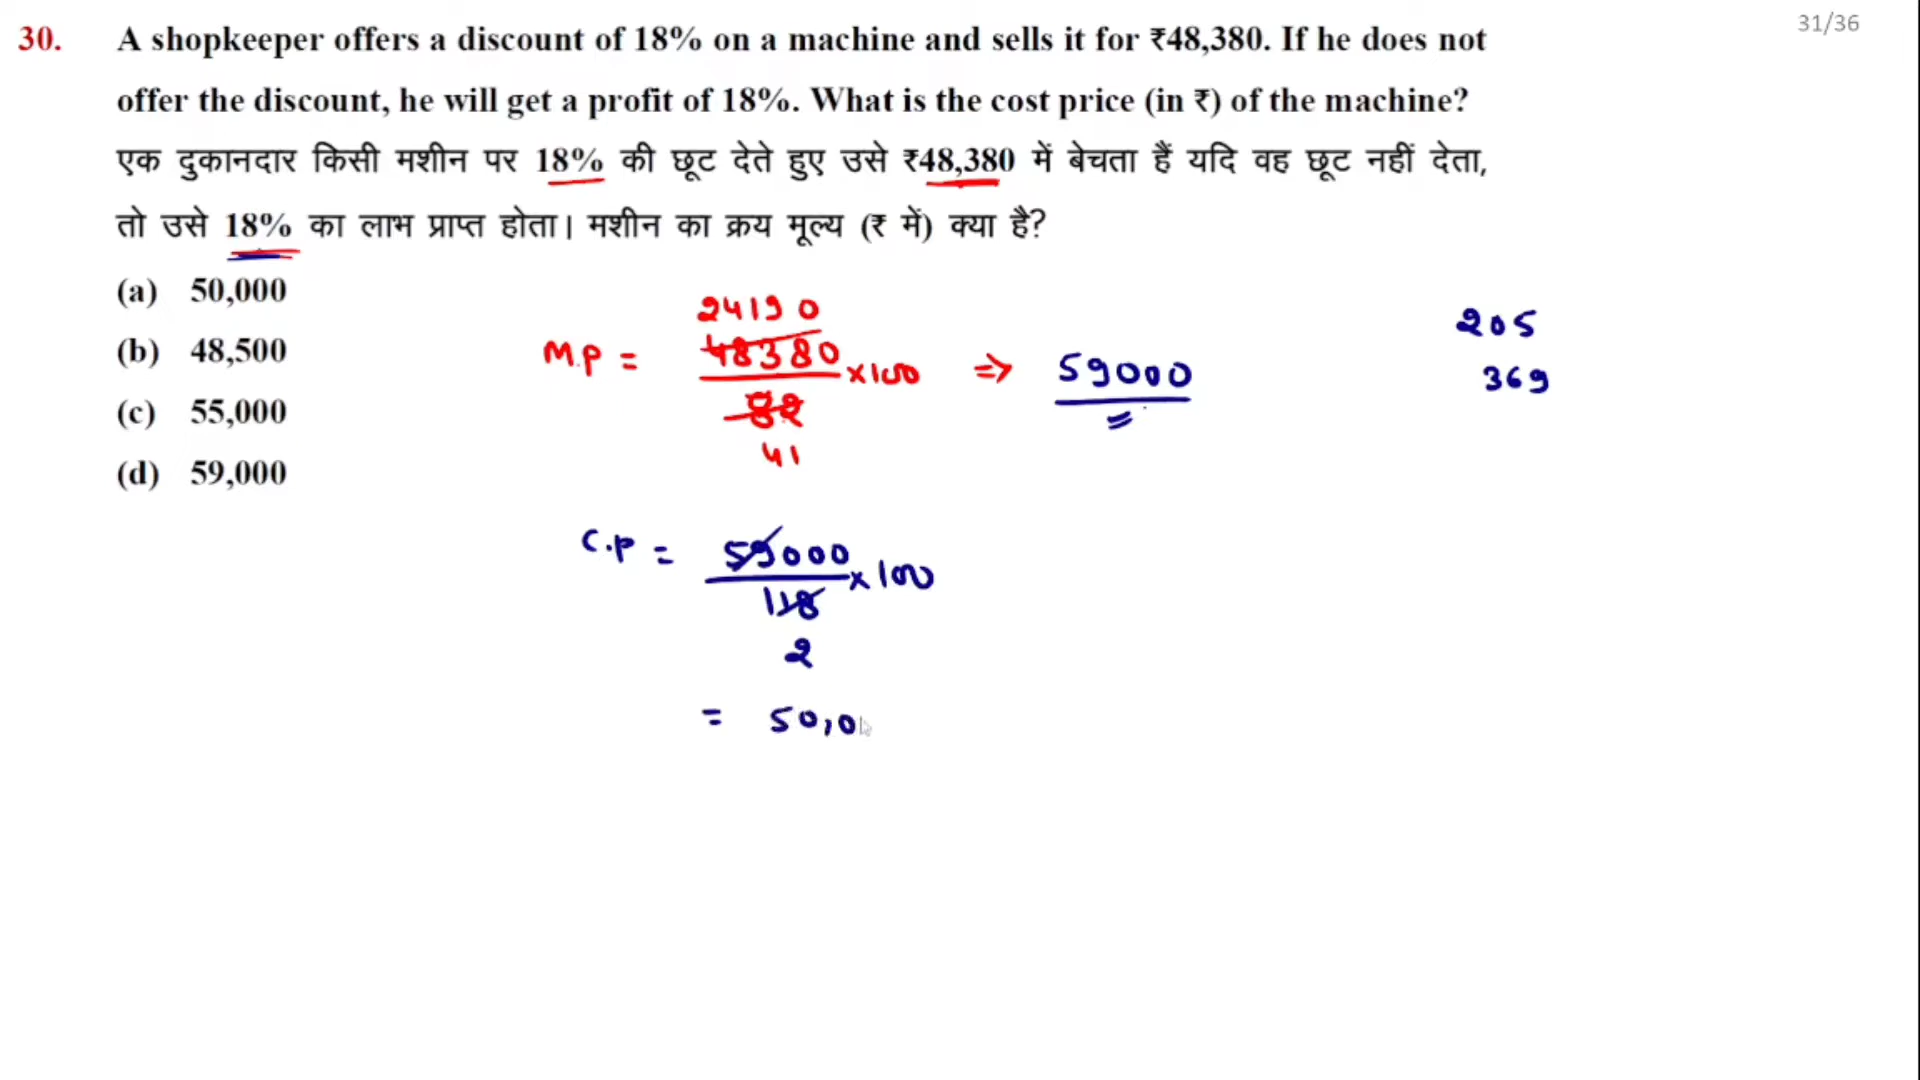 31/36
30. A shopkeeper offers a discount of 18% on a machine and sells it for ₹48,380. If he does not
offer the discount, he will get a profit of 18%. What is the cost price (in ₹) of the machine?
एक दुकानदार किसी मशीन पर 18% की छूट देते हुए उसे ₹48,380 में बेचता हैं यदि वह छूट नहीं देता,
तो उसे 18% का लाभ प्राप्त होता। मशीन का क्रय मूल्य (₹ में) क्या है?
(a) 50,000
(b) 48,500
(c) 55,000
(d) 59,000
24190
M.P = 48380 x100 => 59000
82
41
205
369
C.P = 59000 x100
118
2
= 50,0